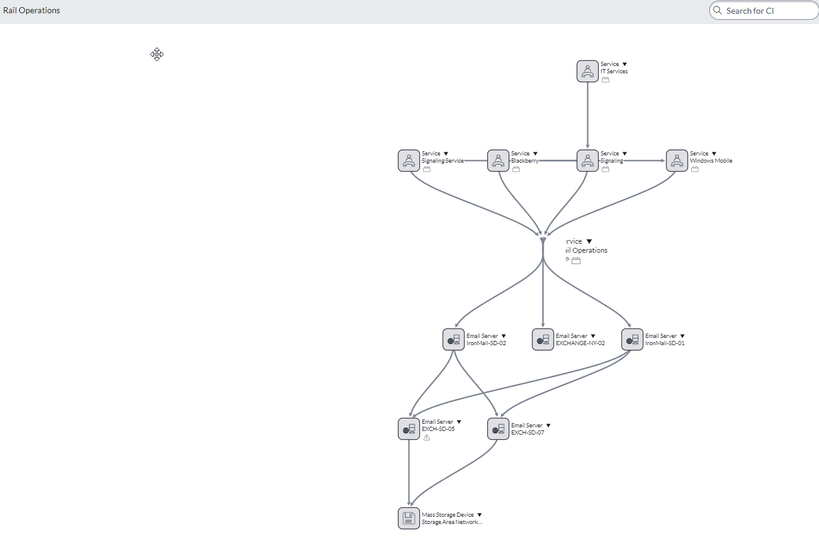 Rail Operations
Search for CI
Service ▼
IT Services
Service ▼
Signaling Service
Service ▼
Blackberry
Service ▼
Signaling
Service ▼
Windows Mobile
rvice ▼
il Operations
Email Server ▼
IronMail-SD-02
Email Server ▼
EXCHANGE-NY-02
Email Server ▼
IronMail-SD-01
Email Server ▼
EXCH-SD-05
Email Server ▼
EXCH-SD-07
Mass Storage Device ▼
Storage Area Network...